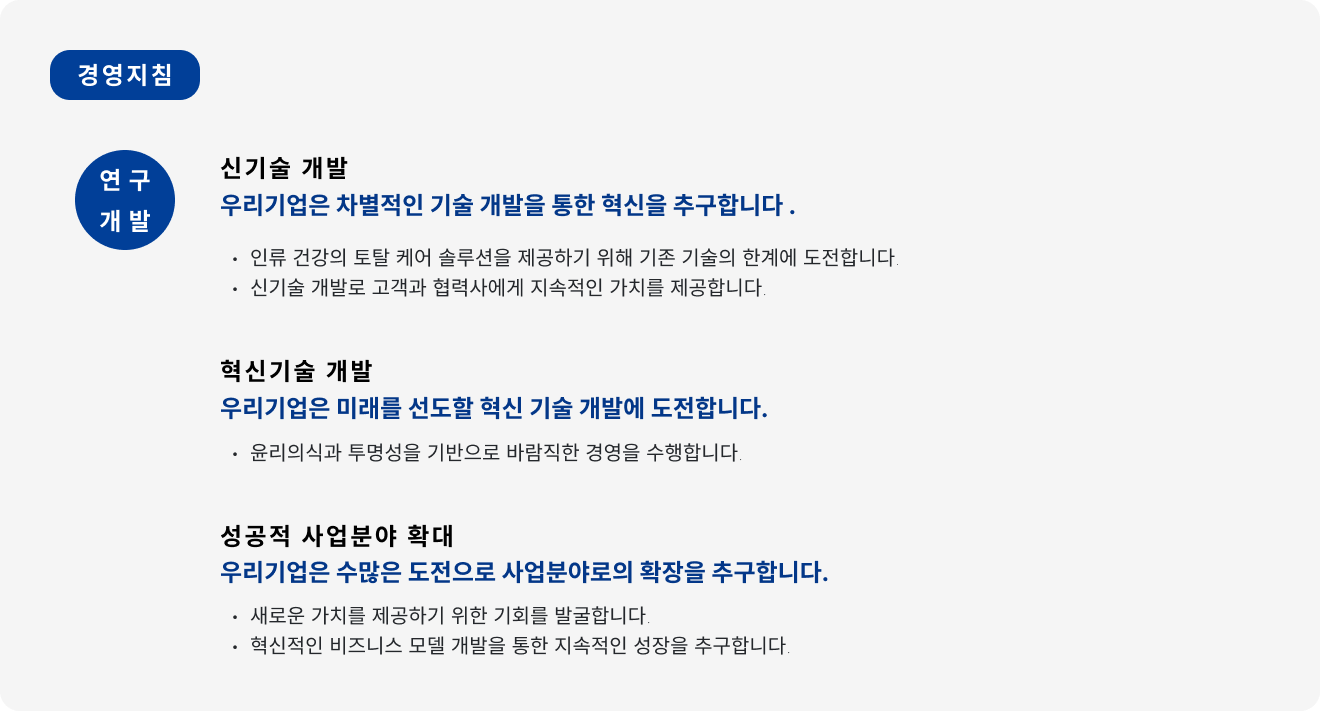 경영지침
연 구
개 발
신기술 개발
우리기업은 차별적인 기술 개발을 통한 혁신을 추구합니다 .
• 인류 건강의 토탈 케어 솔루션을 제공하기 위해 기존 기술의 한계에 도전합니다.
• 신기술 개발로 고객과 협력사에게 지속적인 가치를 제공합니다.
혁신기술 개발
우리기업은 미래를 선도할 혁신 기술 개발에 도전합니다.
• 윤리의식과 투명성을 기반으로 바람직한 경영을 수행합니다.
성공적 사업분야 확대
우리기업은 수많은 도전으로 사업분야로의 확장을 추구합니다.
• 새로운 가치를 제공하기 위한 기회를 발굴합니다.
• 혁신적인 비즈니스 모델 개발을 통한 지속적인 성장을 추구합니다.